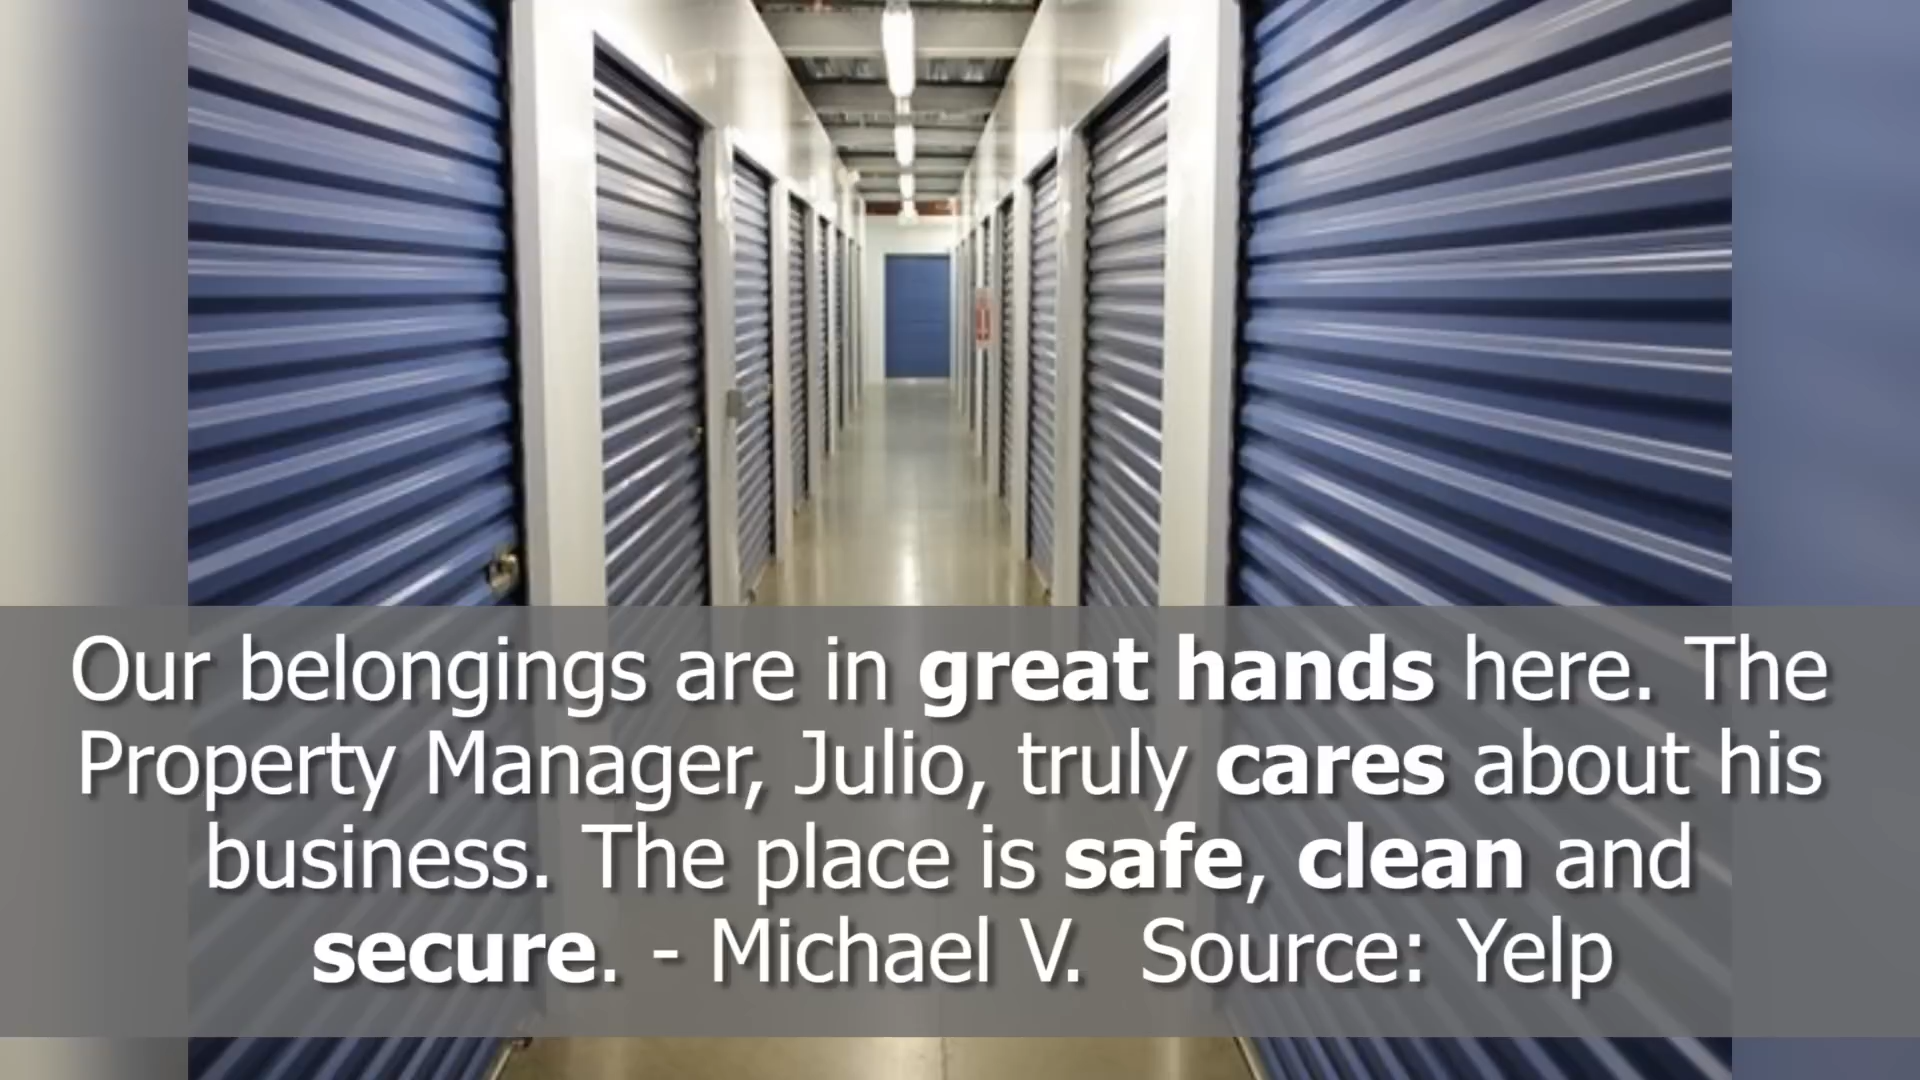 Our belongings are in great hands here. The
Property Manager, Julio, truly cares about his
business. The place is safe, clean and
secure. - Michael V.  Source: Yelp